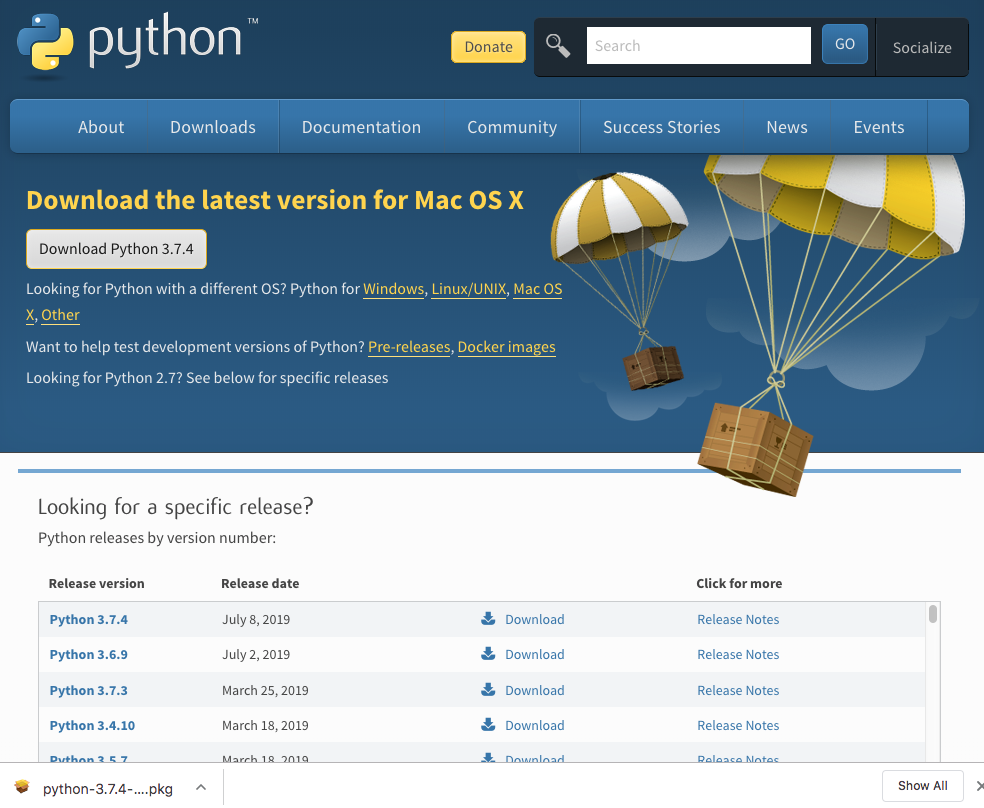 python™
Donate
Search
GO
Socialize
About Downloads Documentation Community Success Stories News Events
Download the latest version for Mac OS X
Download Python 3.7.4
Looking for Python with a different OS? Python for Windows, Linux/UNIX, Mac OS
X, Other
Want to help test development versions of Python? Pre-releases, Docker images
Looking for Python 2.7? See below for specific releases
Looking for a specific release?
Python releases by version number:
Release version Release date Click for more
Python 3.7.4 July 8, 2019 Download Release Notes
Python 3.6.9 July 2, 2019 Download Release Notes
Python 3.7.3 March 25, 2019 Download Release Notes
Python 3.4.10 March 18, 2019 Download Release Notes
Python 3.5.7 March 18, 2019 Download Release Notes
python-3.7.4-....pkg
Show All